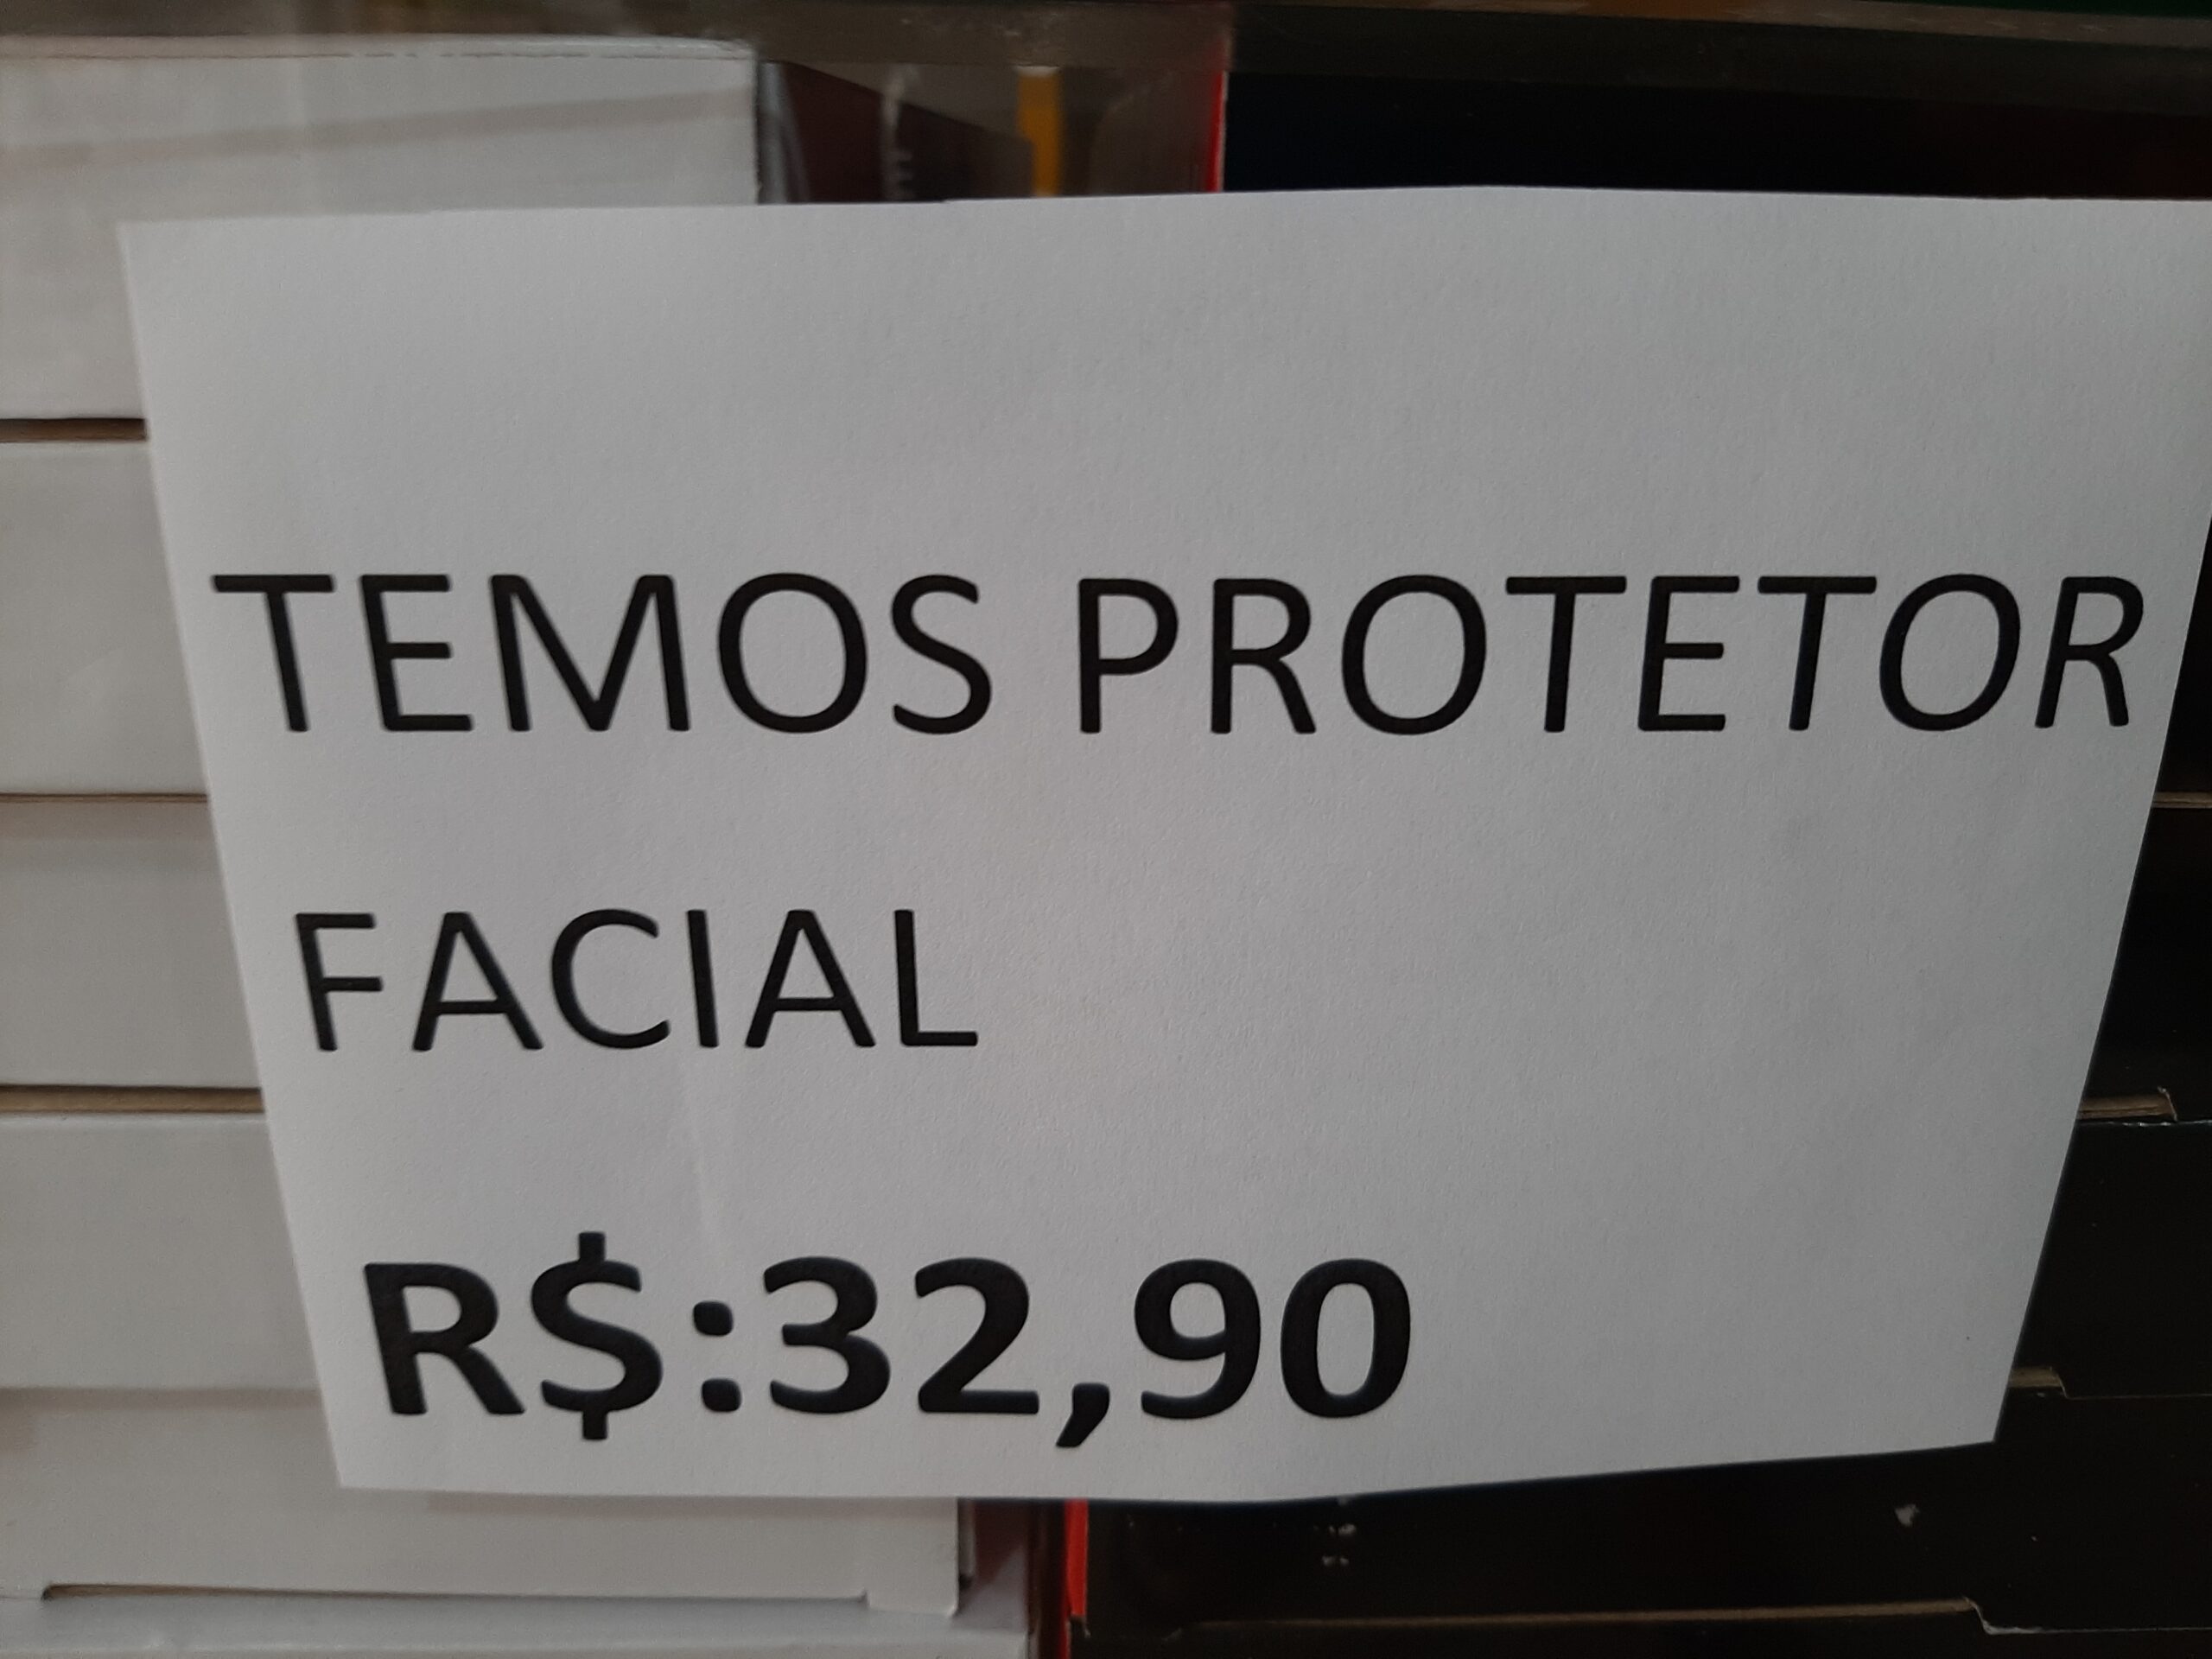 TEMOS PROTETOR
FACIAL
R$:32,90